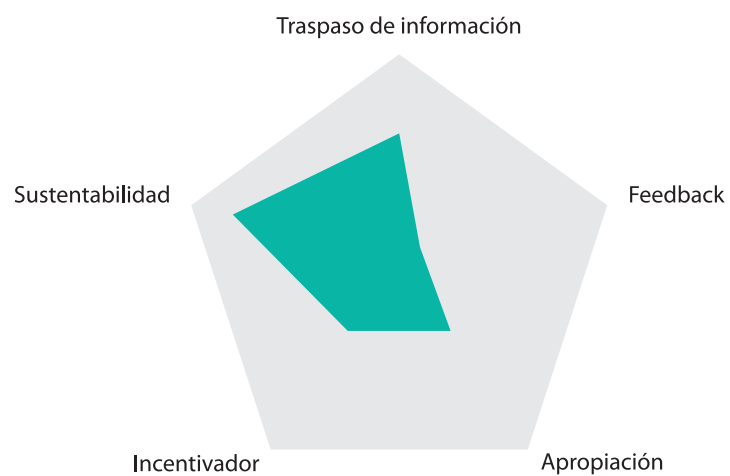 Traspaso de información
Sustentabilidad
Feedback
Incentivador
Apropiación